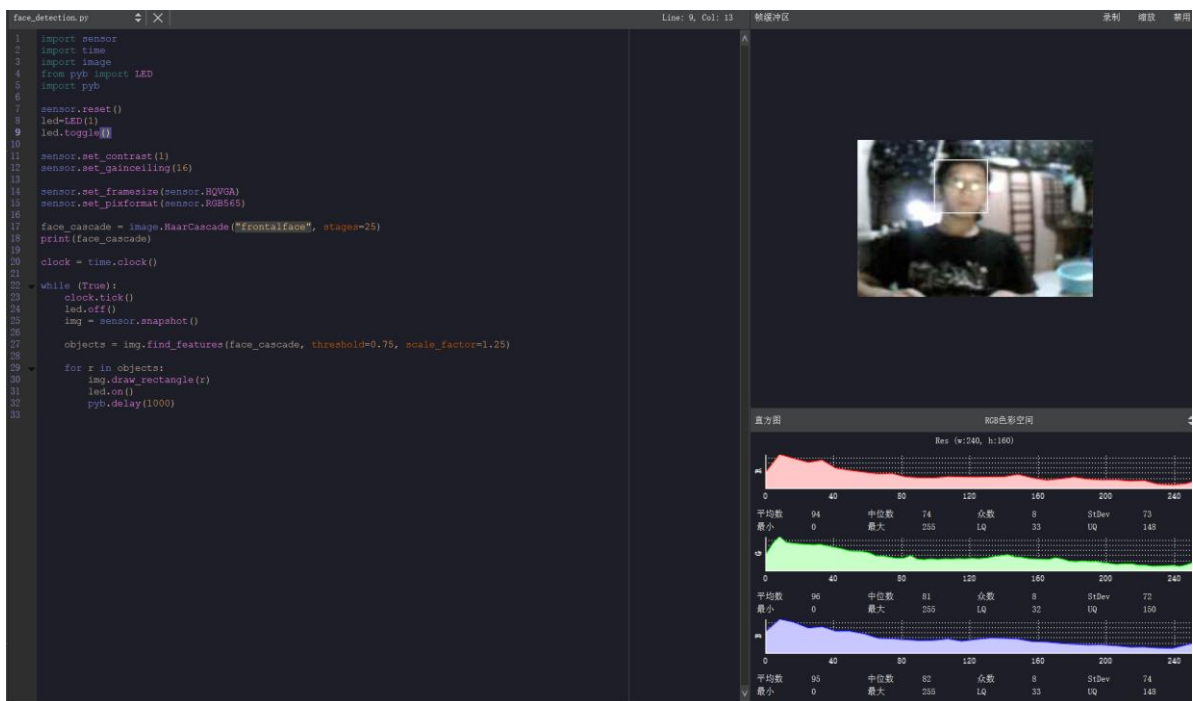 face_detection.py
Line: 9, Col: 13
1 import sensor
2 import time
3 import image
4 from pyb import LED
5 import pyb
6
7 sensor.reset()
8 led=LED(1)
9 led.toggle()
10
11 sensor.set_contrast(1)
12 sensor.set_gainceiling(16)
13
14 sensor.set_framesize(sensor.HQVGA)
15 sensor.set_pixformat(sensor.RGB565)
16
17 face_cascade = image.HaarCascade("frontalface", stages=25)
18 print(face_cascade)
19
20 clock = time.clock()
21
22 while (True):
23 clock.tick()
24 led.off()
25 img = sensor.snapshot()
26
27 objects = img.find_features(face_cascade, threshold=0.75, scale_factor=1.25)
28
29 for r in objects:
30 img.draw_rectangle(r)
31 led.on()
32 pyb.delay(1000)
33
帧缓冲区 录制 缩放 禁用
直方图 RGB色彩空间
Res (w:240, h:160)
R
0 40 80 120 160 200 240
平均数 94 中位数 74 众数 8 StDev 73
最小 0 最大 255 LQ 33 UQ 148
G
0 40 80 120 160 200 240
平均数 96 中位数 81 众数 8 StDev 72
最小 0 最大 255 LQ 32 UQ 150
B
0 40 80 120 160 200 240
平均数 95 中位数 82 众数 8 StDev 74
最小 0 最大 255 LQ 33 UQ 148